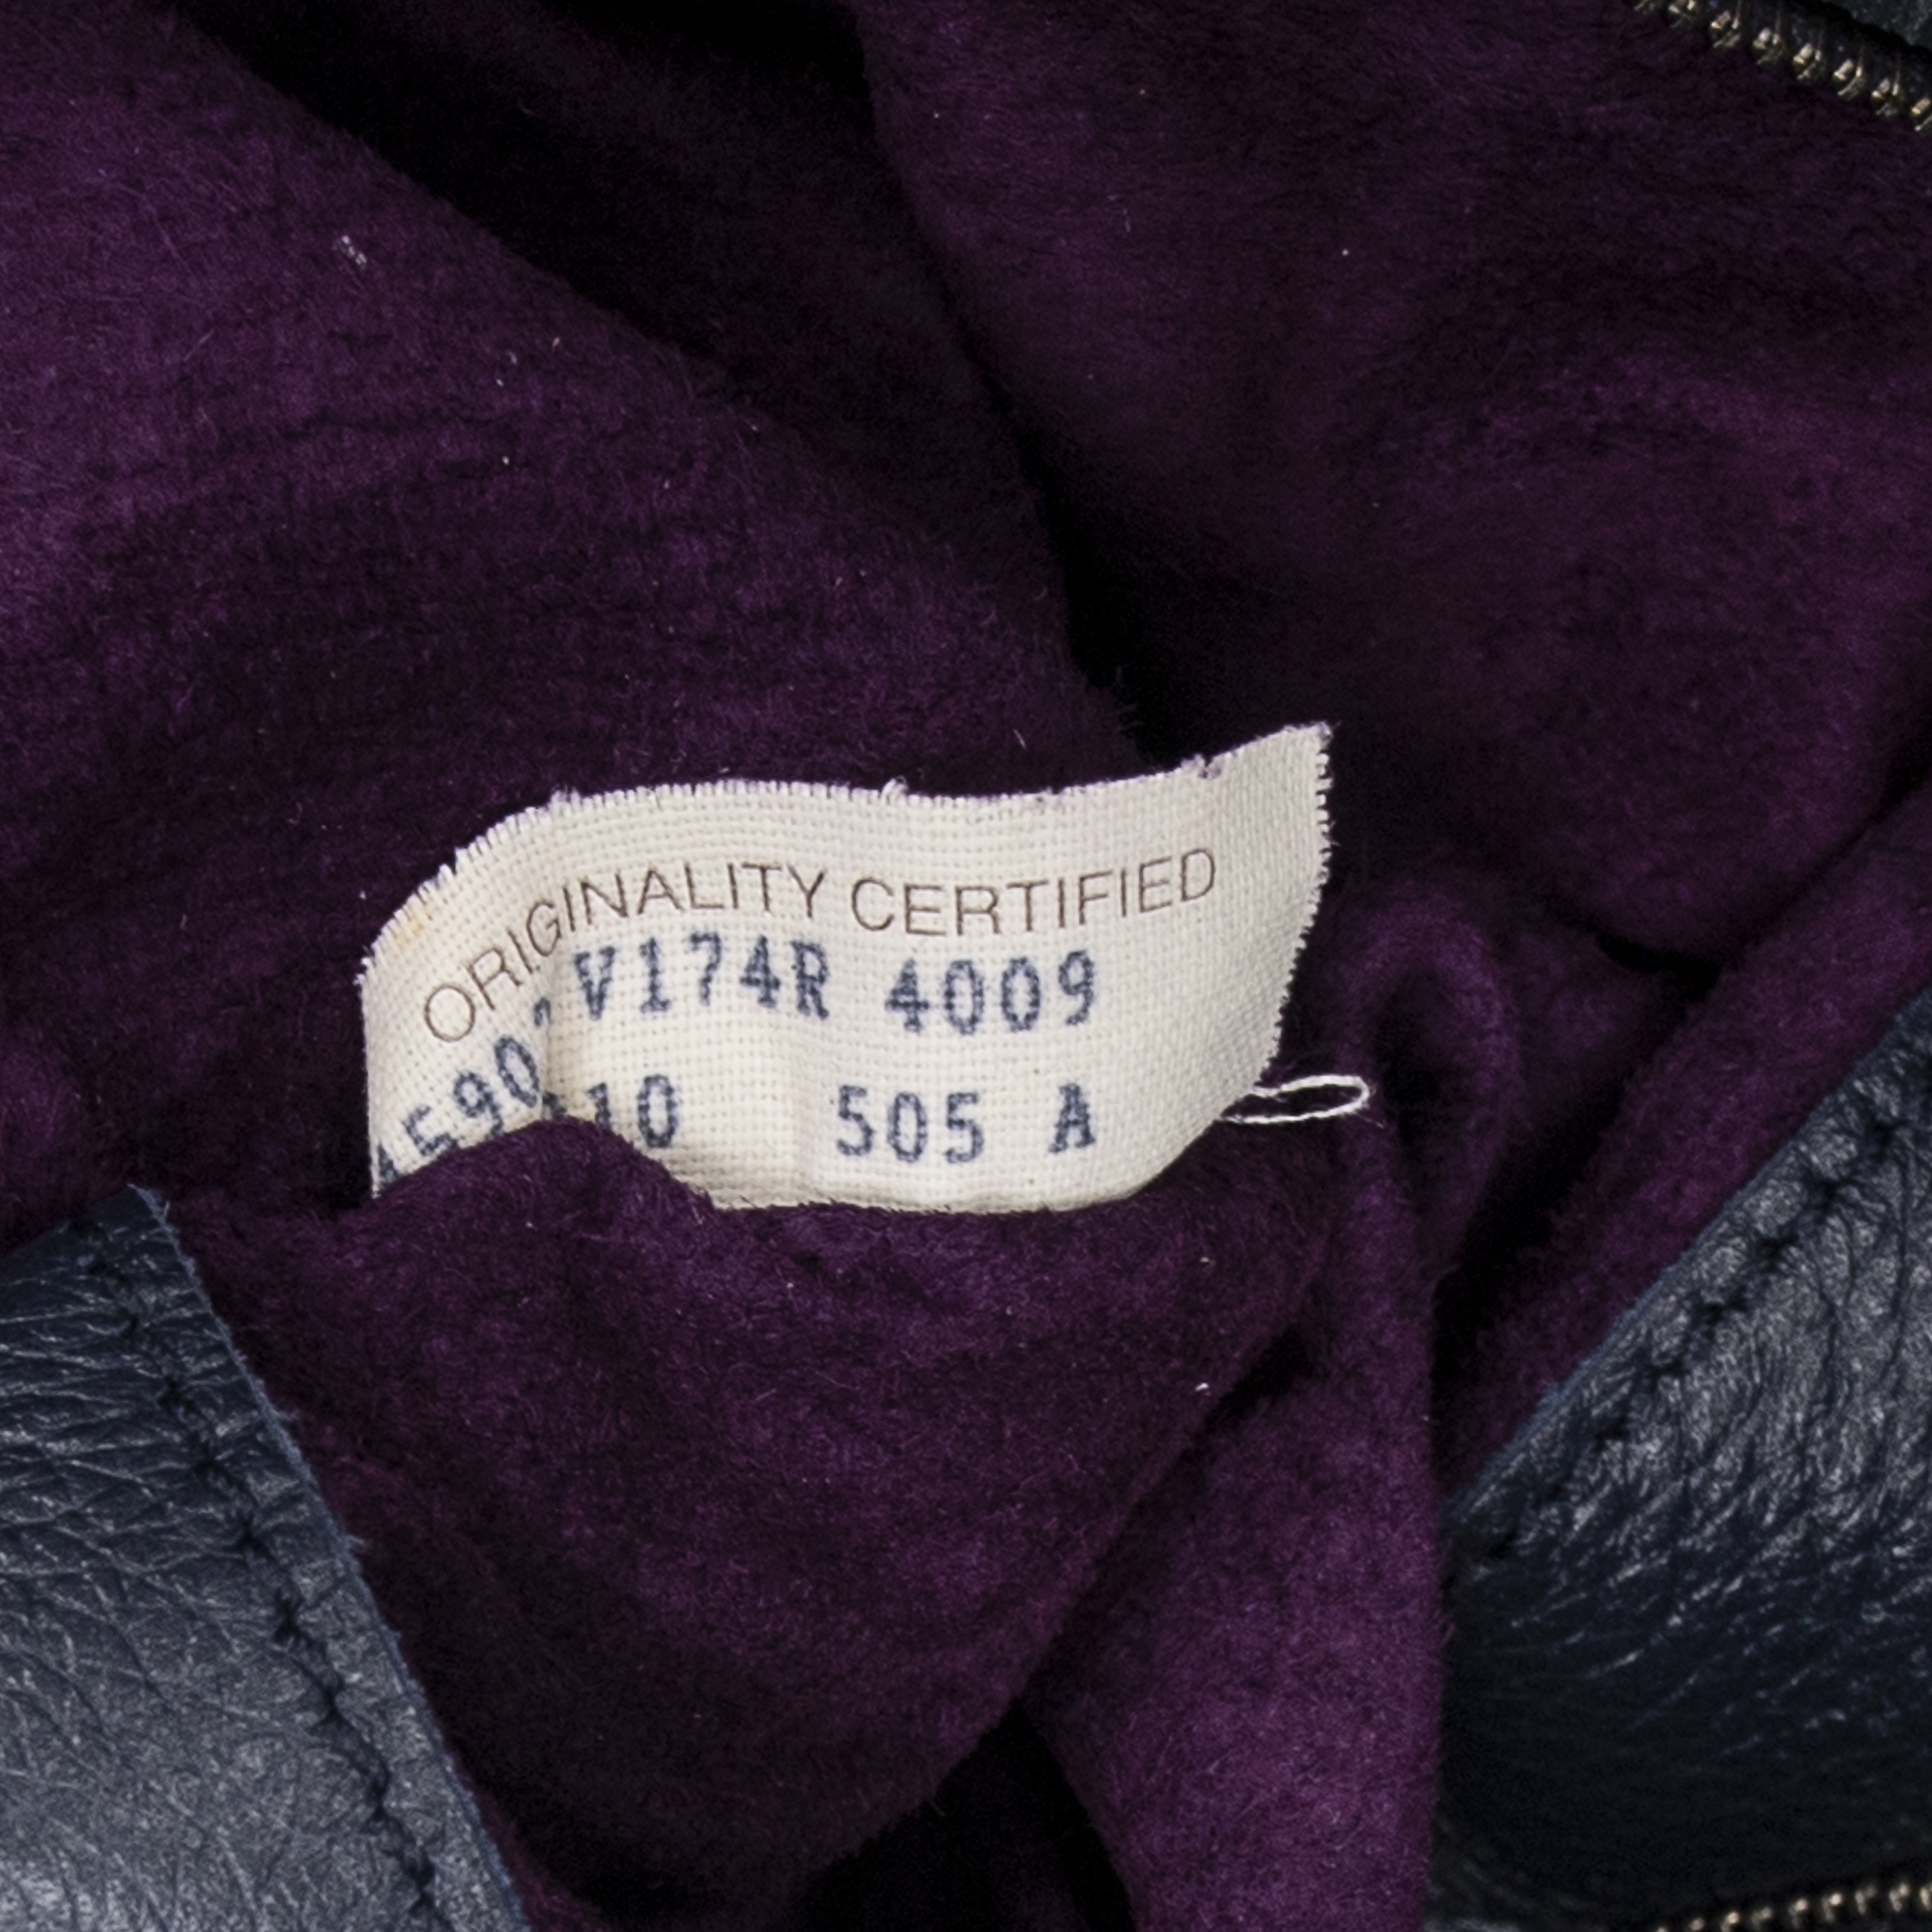 ORIGINALITY CERTIFIED
V174R 4009
505 A